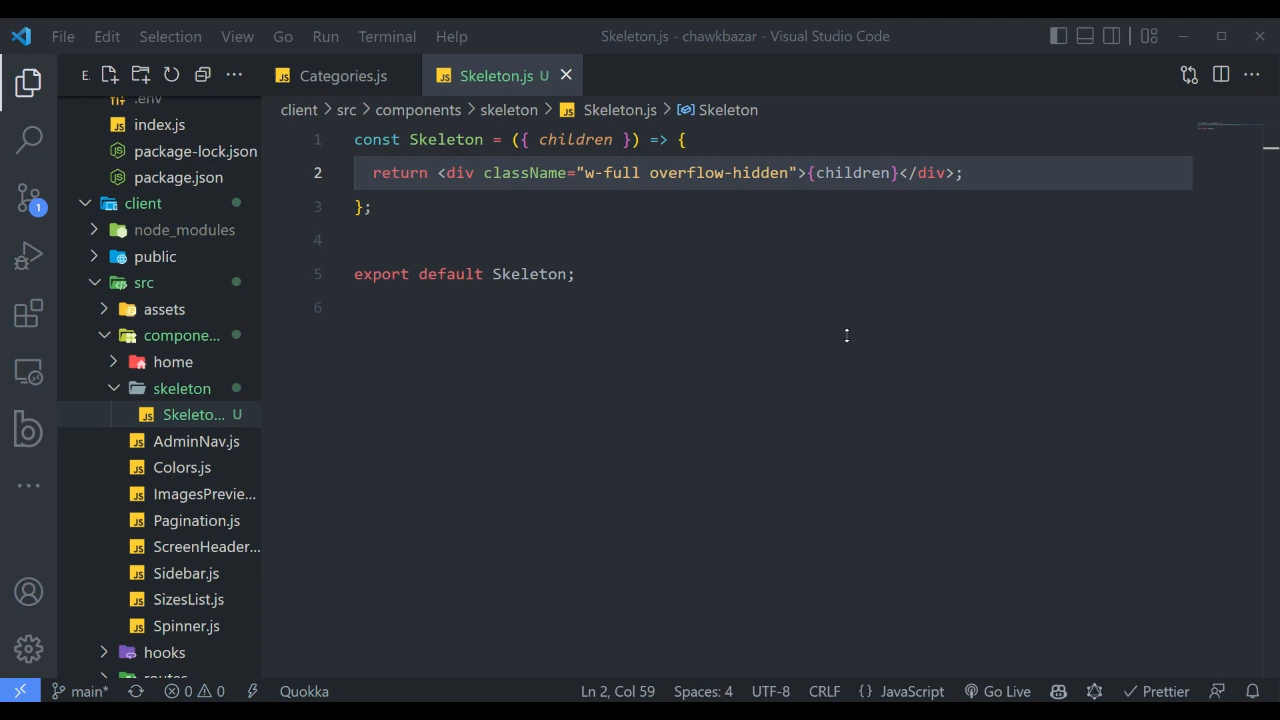 File Edit Selection View Go Run Terminal Help
Skeleton.js - chawkbazar - Visual Studio Code
E.
Categories.js
Skeleton.js U
client > src > components > skeleton > Skeleton.js > Skeleton
.env
index.js
package-lock.json
package.json
client
node_modules
public
src
assets
compone...
home
skeleton
Skeleto... U
AdminNav.js
Colors.js
ImagesPrevie...
Pagination.js
ScreenHeader...
Sidebar.js
SizesList.js
Spinner.js
hooks
routes
1 const Skeleton = ({ children }) => {
2 return <div className="w-full overflow-hidden">{children}</div>;
3 };
4
5 export default Skeleton;
6
1
main* 0 0 Quokka Ln 2, Col 59 Spaces: 4 UTF-8 CRLF {} JavaScript Go Live Prettier